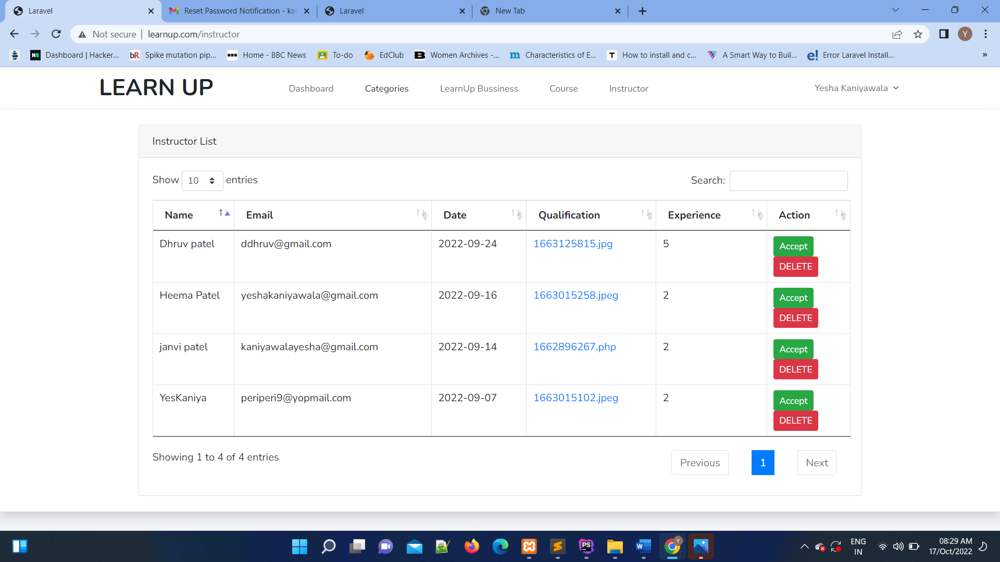 Laravel
Reset Password Notification - kan
Laravel
New Tab
Not secure
learnup.com/instructor
Y
Dashboard | Hacker...
Spike mutation pip...
Home - BBC News
To-do
EdClub
Women Archives -...
Characteristics of E...
How to install and c...
A Smart Way to Buil...
Error Laravel Install...
»
LEARN UP
Dashboard
Categories
LearnUp Bussiness
Course
Instructor
Yesha Kaniyawala
Instructor List
Show 10 entries
Search:
Name Email Date Qualification Experience Action
Dhruv patel ddhruv@gmail.com 2022-09-24 1663125815.jpg 5 Accept
DELETE
Heema Patel yeshakaniyawala@gmail.com 2022-09-16 1663015258.jpeg 2 Accept
DELETE
janvi patel kaniyawalayesha@gmail.com 2022-09-14 1662896267.php 2 Accept
DELETE
YesKaniya periperi9@yopmail.com 2022-09-07 1663015102.jpeg 2 Accept
DELETE
Showing 1 to 4 of 4 entries
Previous 1 Next
ENG
IN
08:29 AM
17/Oct/2022